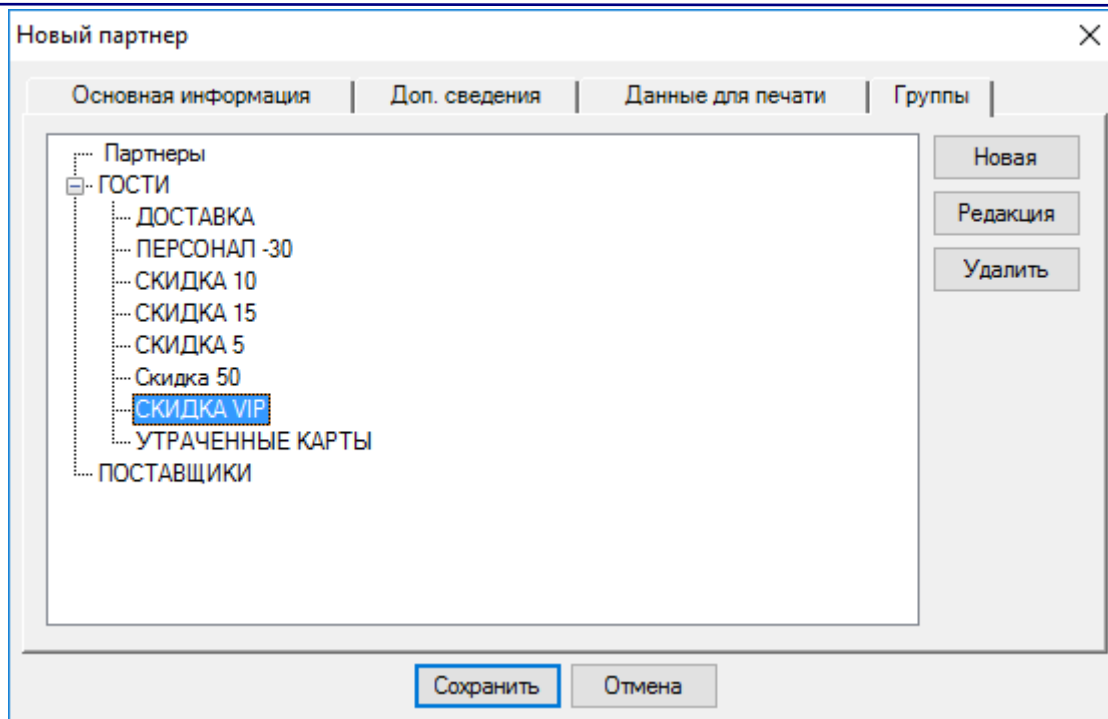 Новый партнер
Основная информация
Доп. сведения
Данные для печати
Группы
Партнеры
ГОСТИ
ДОСТАВКА
ПЕРСОНАЛ -30
СКИДКА 10
СКИДКА 15
СКИДКА 5
Скидка 50
СКИДКА VIP
УТРАЧЕННЫЕ КАРТЫ
ПОСТАВЩИКИ
Новая
Редакция
Удалить
Сохранить
Отмена